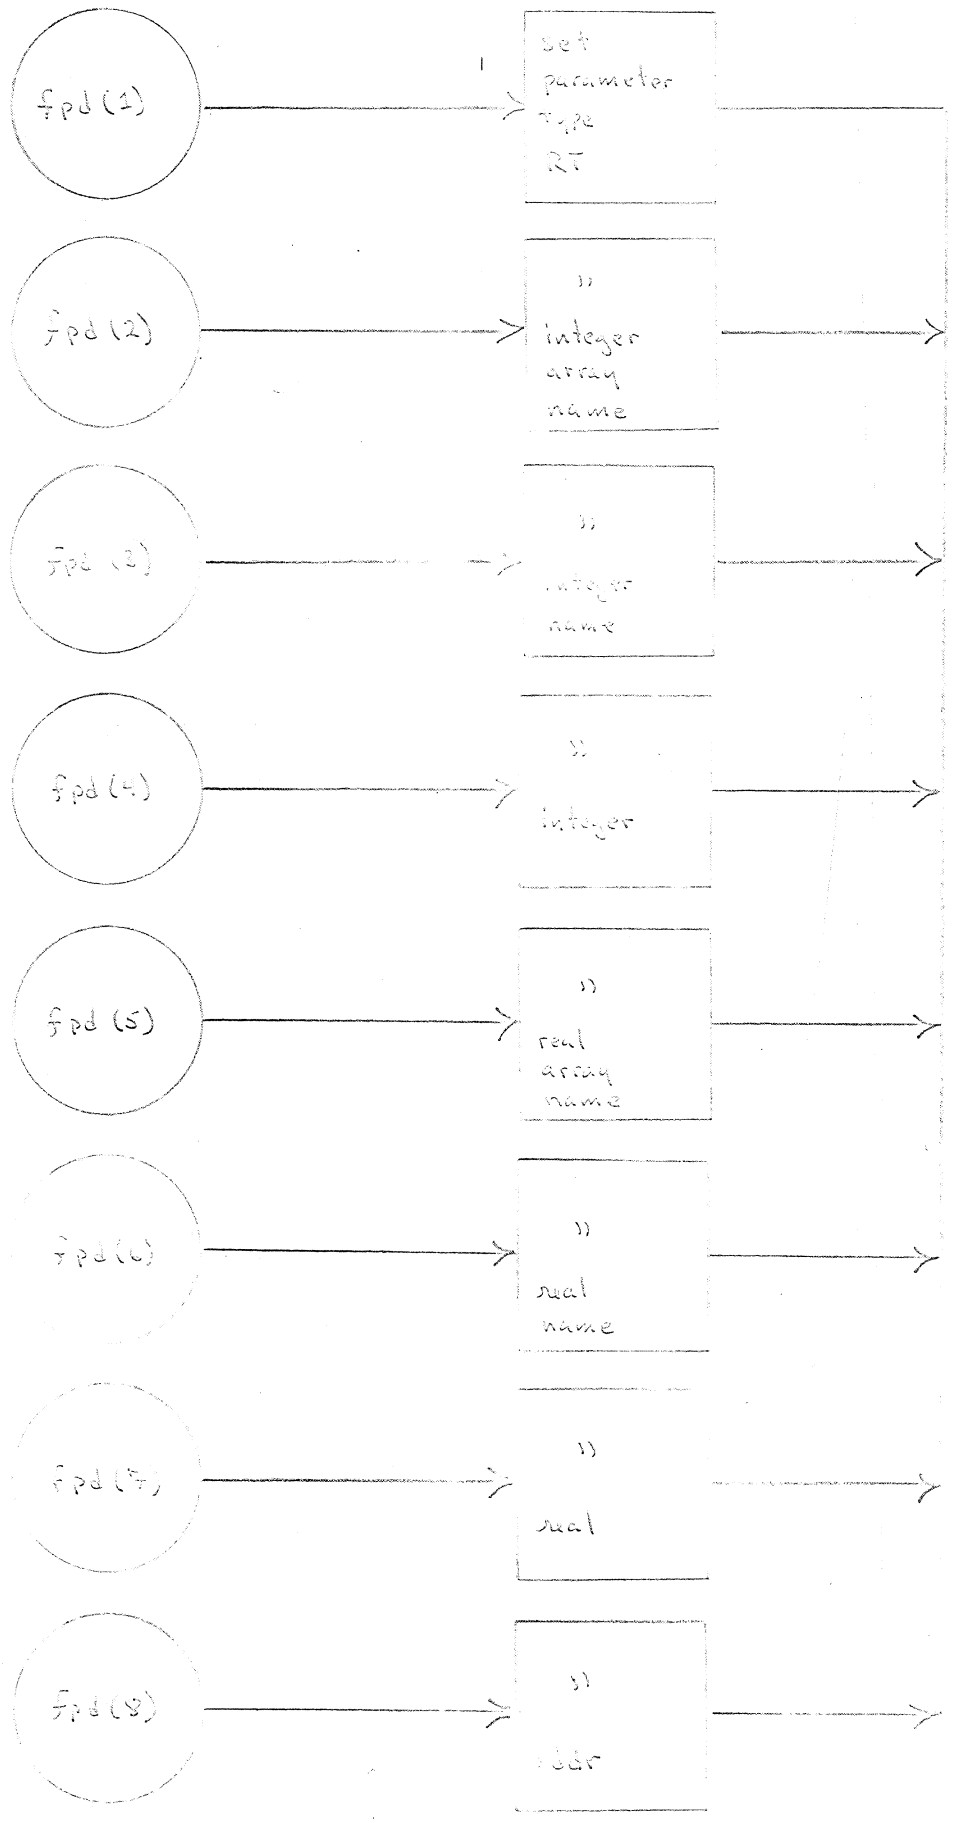 fpd(1)
set
parameter
type
RT
fpd(2)
"
integer
array
name
fpd(3)
"
integer
name
fpd(4)
"
integer
fpd(5)
"
real
array
name
fpd(6)
"
real
name
fpd(7)
"
real
fpd(8)
"
addr